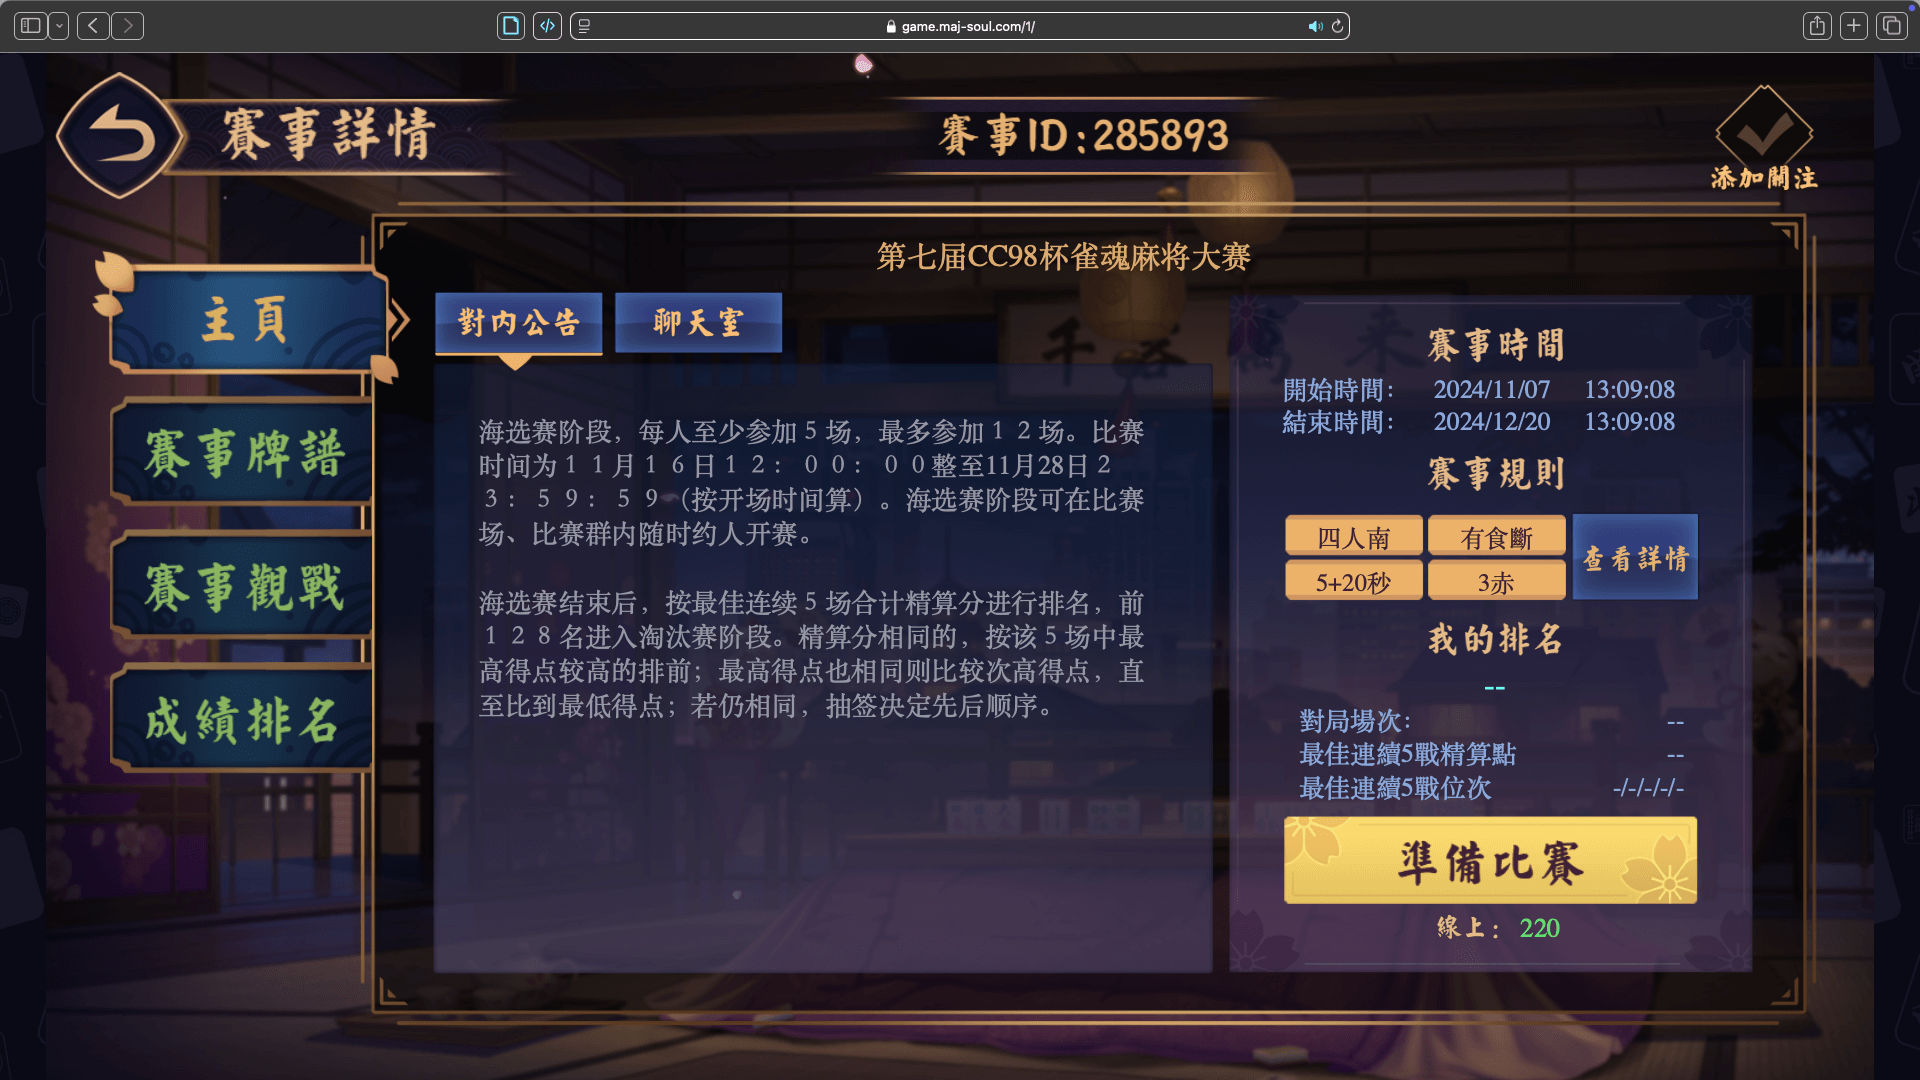 game.maj-soul.com/1/
賽事詳情
賽事ID:285893
添加關注
第七届CC98杯雀魂麻将大赛
主頁
賽事牌譜
賽事觀戰
成績排名
對内公告
聊天室
海选赛阶段，每人至少参加５场，最多参加１２场。比赛
时间为１１月１６日１２：００：００整至11月28日２
３：５９：５９（按开场时间算）。海选赛阶段可在比赛
场、比赛群内随时约人开赛。
海选赛结束后，按最佳连续５场合计精算分进行排名，前
１２８名进入淘汰赛阶段。精算分相同的，按该５场中最
高得点较高的排前；最高得点也相同则比较次高得点，直
至比到最低得点；若仍相同，抽签决定先后顺序。
賽事時間
開始時間： 2024/11/07 13:09:08
結束時間： 2024/12/20 13:09:08
賽事規則
四人南 有食斷
5+20秒 3赤
查看詳情
我的排名
--
對局場次： --
最佳連續5戰精算點 --
最佳連續5戰位次 -/-/-/-/-
準備比賽
線上： 220